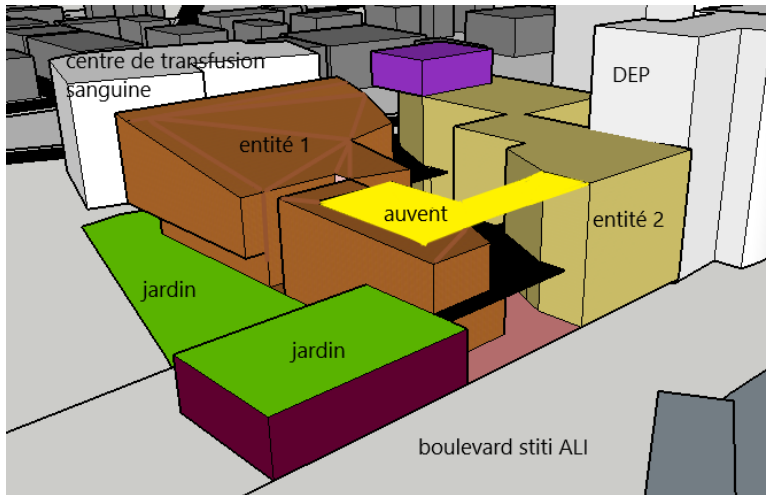 centre de transfusion
sanguine
DEP
entité 1
auvent
entité 2
jardin
jardin
boulevard stiti ALI